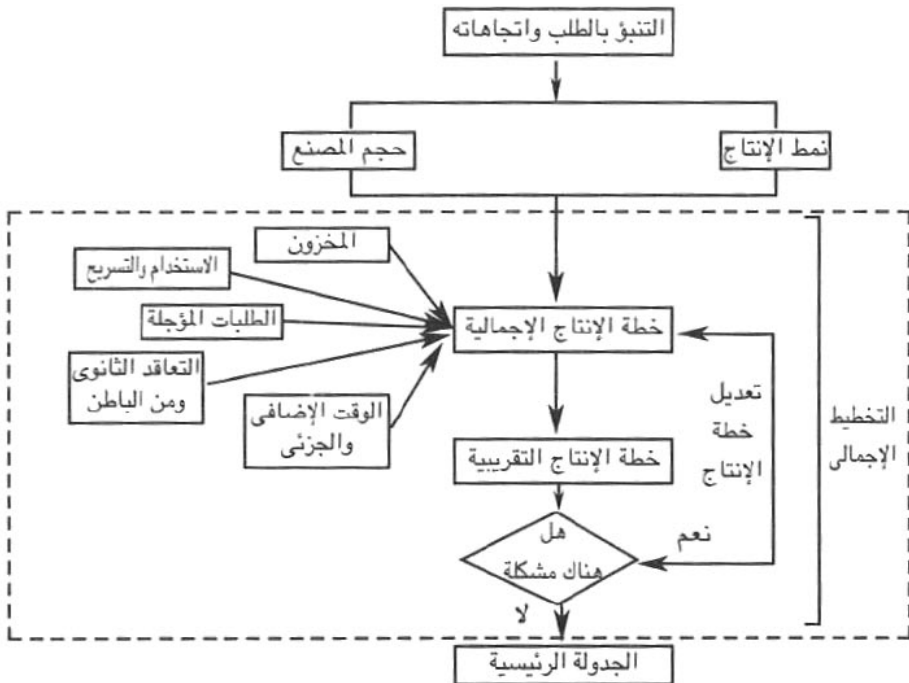 التنبؤ بالطلب واتجاهاته
نمط الإنتاج
حجم المصنع
المخزون
الاستخدام والتسريح
الطلبات المؤجلة
التعاقد الثانوى
ومن الباطن
الوقت الإضافى
والجزئى
خطة الإنتاج الإجمالية
تعديل
خطة
الإنتاج
التخطيط
الإجمالى
خطة الإنتاج التقريبية
هل
هناك مشكلة
نعم
لا
الجدولة الرئيسية